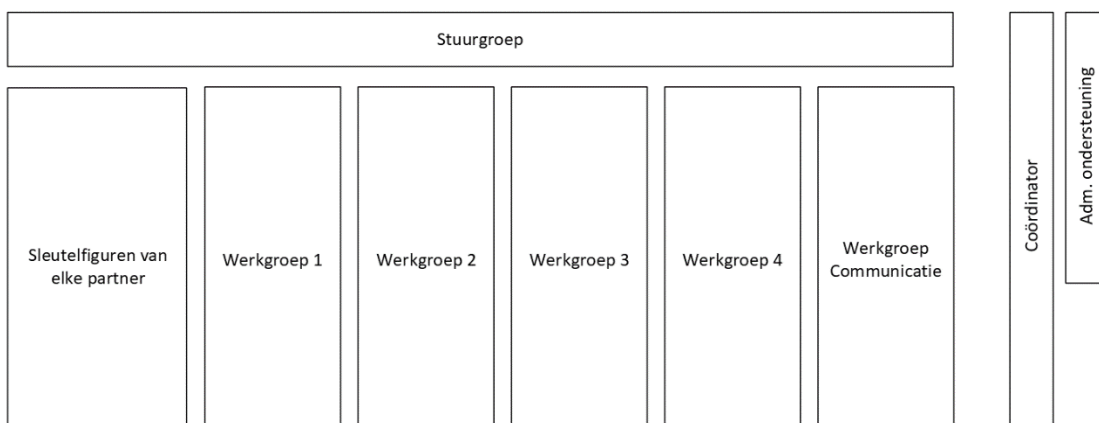 Stuurgroep
Sleutelfiguren van
elke partner
Werkgroep 1
Werkgroep 2
Werkgroep 3
Werkgroep 4
Werkgroep
Communicatie
Coördinator
Adm. ondersteuning